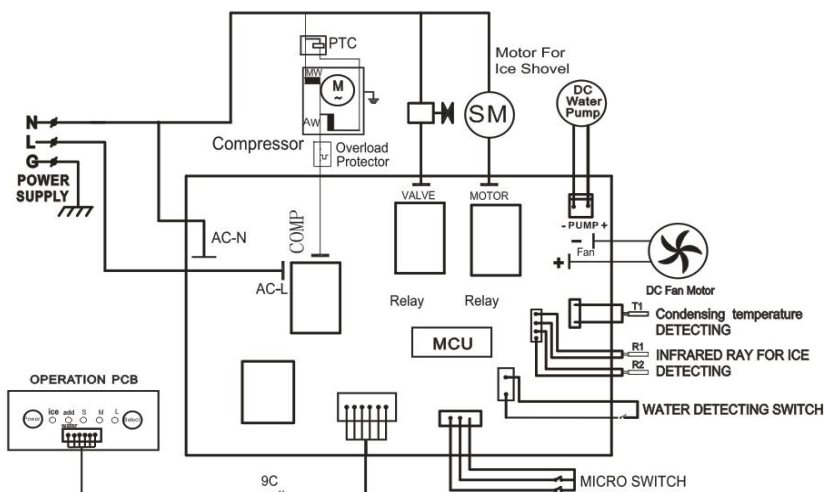 PTC
Motor For
Ice Shovel
MW
M
~
AW
SM
DC
Water
Pump
N
L
G
POWER
SUPPLY
Compressor
Overload
Protector
VALVE
MOTOR
- PUMP +
AC-N
COMP
Fan
-
+
DC Fan Motor
AC-L
Relay
Relay
T1
Condensing temperature
DETECTING
MCU
R1
INFRARED RAY FOR ICE
R2
DETECTING
OPERATION PCB
Power
ice
add
water
S
M
L
Select
WATER DETECTING SWITCH
9C
MICRO SWITCH